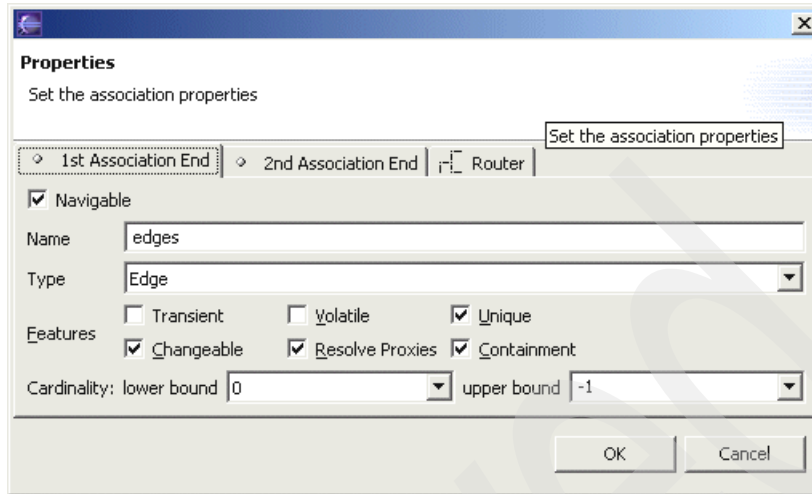 Properties
Set the association properties
Set the association properties
1st Association End 2nd Association End Router
Navigable
Name edges
Type Edge
Features Transient Volatile Unique
Changeable Resolve Proxies Containment
Cardinality: lower bound 0 upper bound -1
OK Cancel